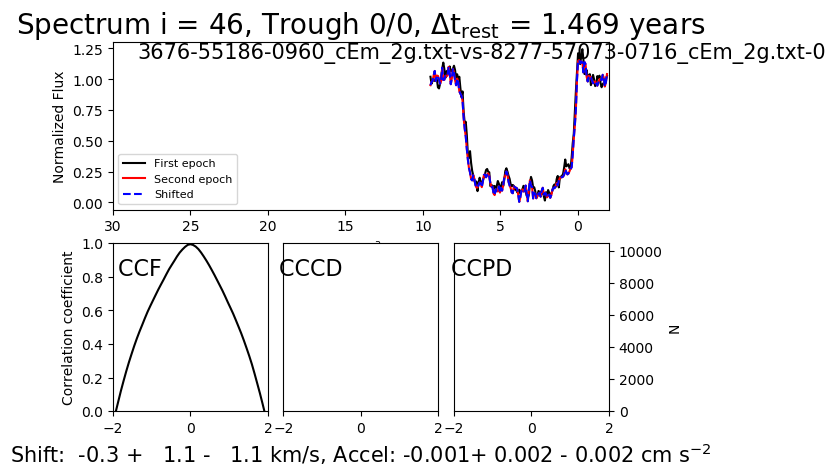 Spectrum i = 46, Trough 0/0, Δt_rest = 1.469 years
3676-55186-0960_cEm_2g.txt-vs-8277-57073-0716_cEm_2g.txt-0
Normalized Flux
1.25
1.00
0.75
0.50
0.25
0.00
First epoch
Second epoch
Shifted
30 25 20 15 10 5 0
Correlation coefficient
1.0
0.8
0.6
0.4
0.2
0.0
CCF
CCCD
CCPD
10000
8000
6000
4000
2000
0
N
−2 0 2
−2 0 2
−2 0 2
Shift: -0.3 + 1.1 - 1.1 km/s, Accel: -0.001+ 0.002 - 0.002 cm s⁻²